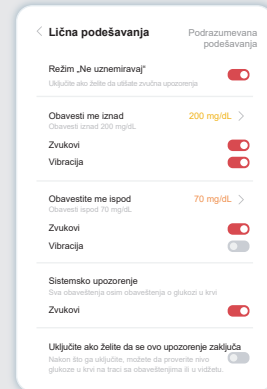 Lična podešavanja
Podrazumevana
podešavanja
Režim „Ne uznemiravaj“
Uključite ako želite da utišate zvučna upozorenja
Obavesti me iznad
200 mg/dL
Obavesti iznad 200 mg/dL
Zvukovi
Vibracija
Obavestite me ispod
70 mg/dL
Obavesti ispod 70 mg/dL
Zvukovi
Vibracija
Sistemsko upozorenje
Sva obaveštenja osim obaveštenja o glukozi u krvi
Zvukovi
Uključite ako želite da se ovo upozorenje zaključa
Nakon što ga uključite, možete da proverite nivo
glukoze u krvi na traci sa obaveštenjima ili u vidžetu.